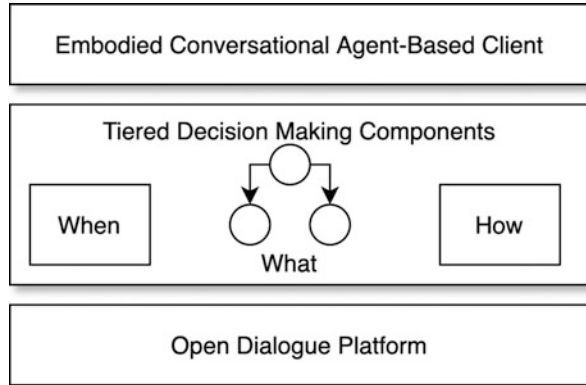 Embodied Conversational Agent-Based Client
Tiered Decision Making Components
When
How
What
Open Dialogue Platform